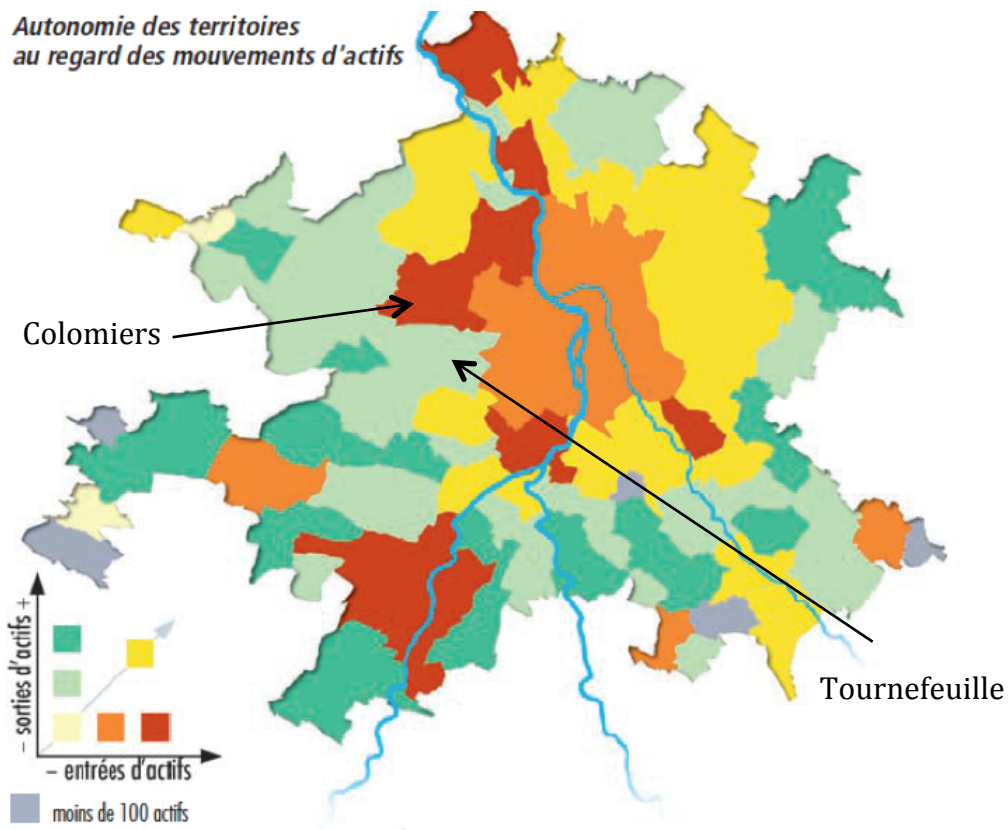 Autonomie des territoires
au regard des mouvements d'actifs
Colomiers
Tournefeuille
– sorties d'actifs +
– entrées d'actifs
moins de 100 actifs